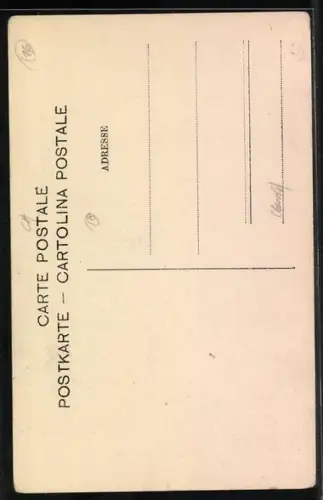 CARTE POSTALE
POSTKARTE – CARTOLINA POSTALE
ADRESSE